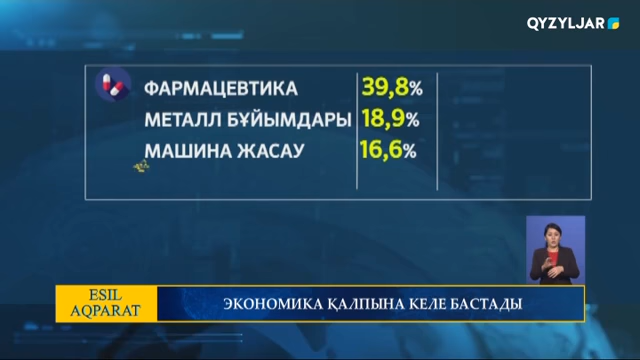 QYZYLJAR
ФАРМАЦЕВТИКА 39,8%
МЕТАЛЛ БҰЙЫМДАРЫ 18,9%
МАШИНА ЖАСАУ 16,6%
ESIL
AQPARAT
ЭКОНОМИКА ҚАЛПЫНА КЕЛЕ БАСТАДЫ